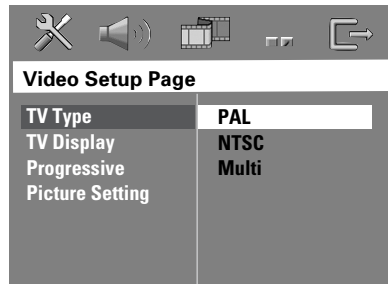 Video Setup Page
TV Type
TV Display
Progressive
Picture Setting
PAL
NTSC
Multi